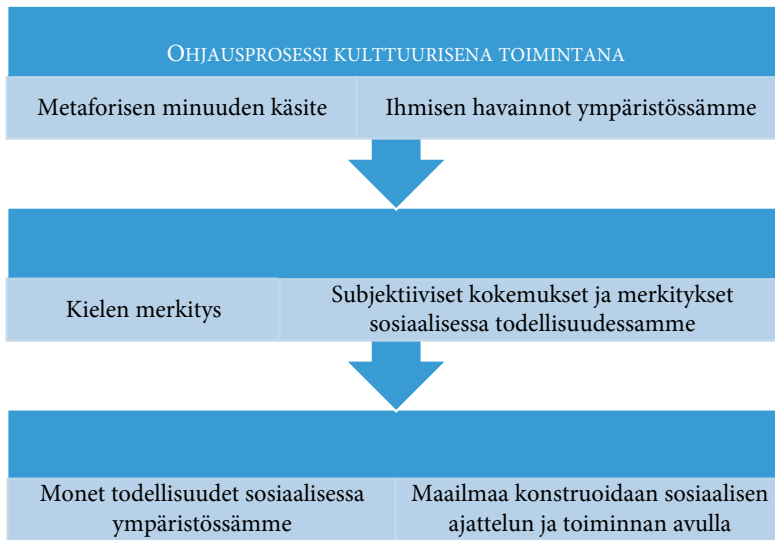 OHJAUSPROSESSI KULTTUURISENA TOIMINTANA
Metaforisen minuuden käsite
Ihmisen havainnot ympäristössämme
Kielen merkitys
Subjektiiviset kokemukset ja merkitykset
sosiaalisessa todellisuudessamme
Monet todellisuudet sosiaalisessa
ympäristössämme
Maailmaa konstruoidaan sosiaalisen
ajattelun ja toiminnan avulla